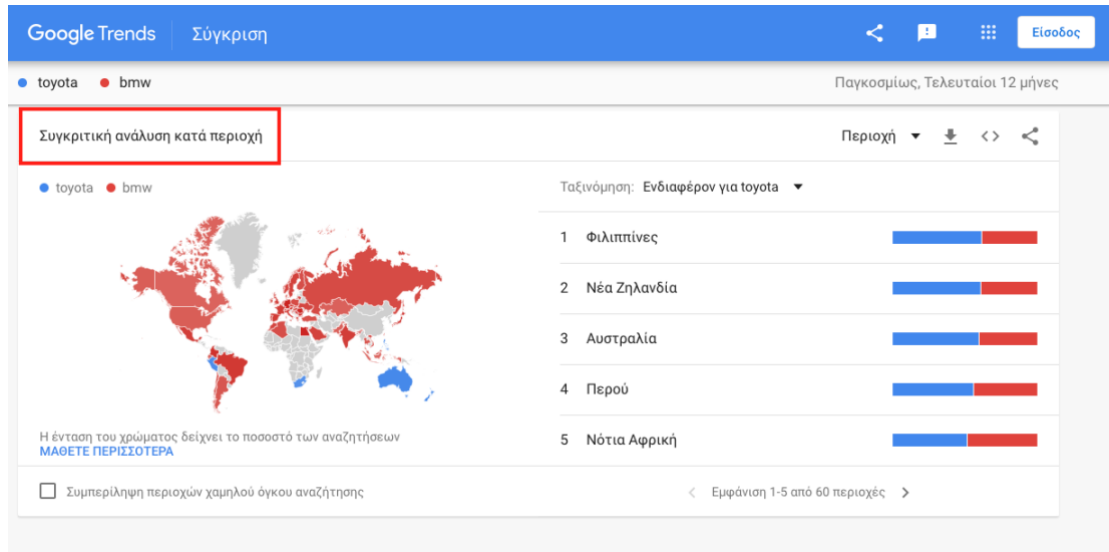 Google Trends Σύγκριση Είσοδος
toyota bmw Παγκοσμίως, Τελευταίοι 12 μήνες
Συγκριτική ανάλυση κατά περιοχή Περιοχή
toyota bmw
Ταξινόμηση: Ενδιαφέρον για toyota
1 Φιλιππίνες
2 Νέα Ζηλανδία
3 Αυστραλία
4 Περού
5 Νότια Αφρική
Η ένταση του χρώματος δείχνει το ποσοστό των αναζητήσεων
ΜΑΘΕΤΕ ΠΕΡΙΣΣΟΤΕΡΑ
Συμπερίληψη περιοχών χαμηλού όγκου αναζήτησης
Εμφάνιση 1-5 από 60 περιοχές